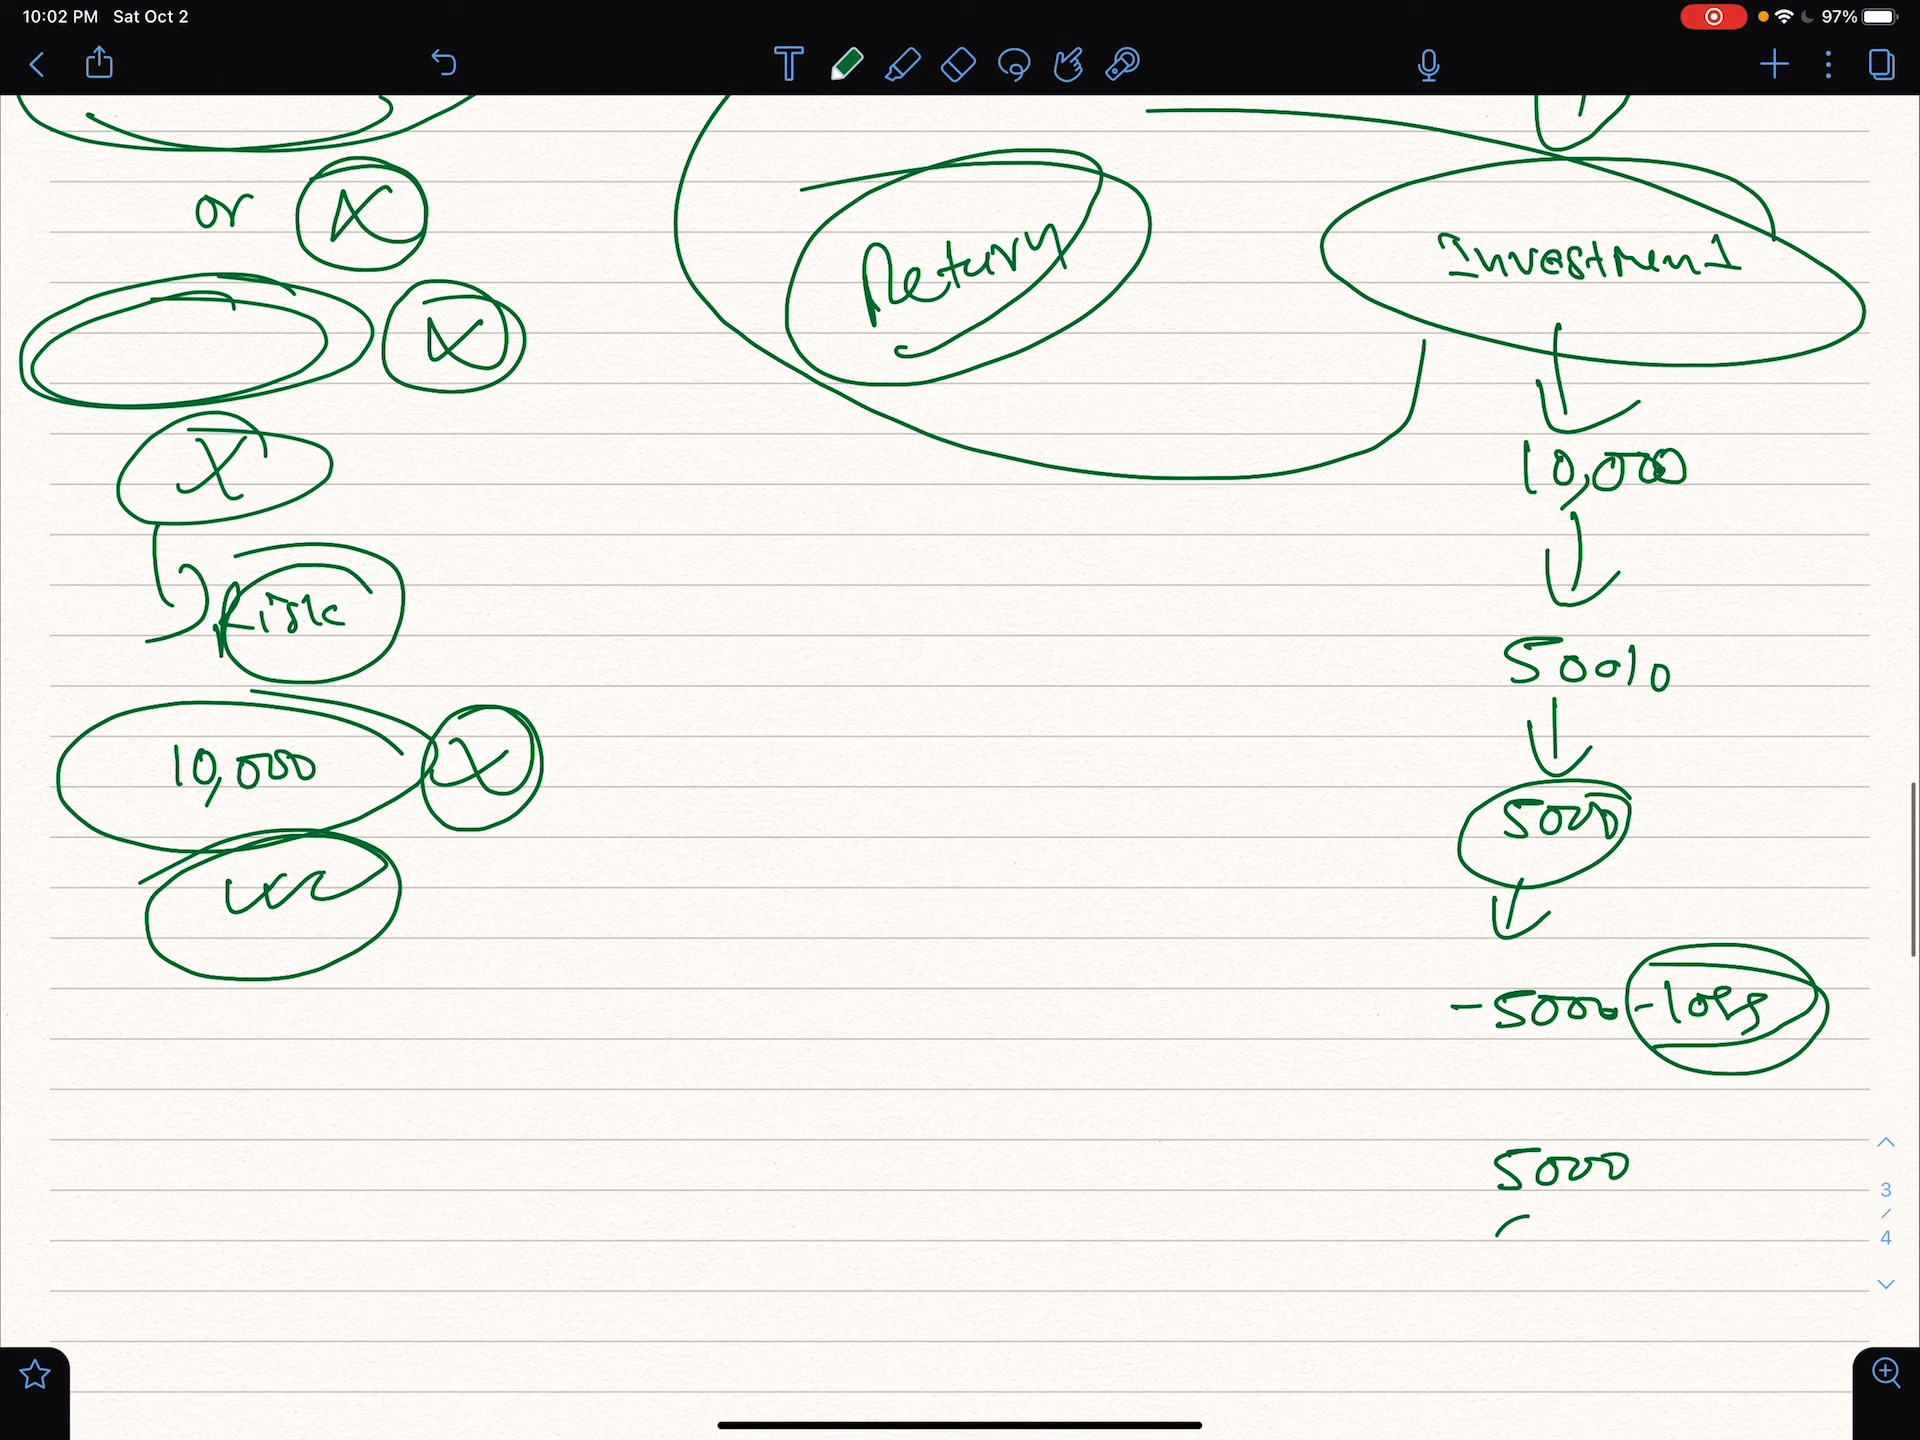 10:02 PM Sat Oct 2
97%
or X
Return
Investment
X
X
10,000
Risk
50%
10,000 X
5000
-5000 - loss
5000
3
/
4